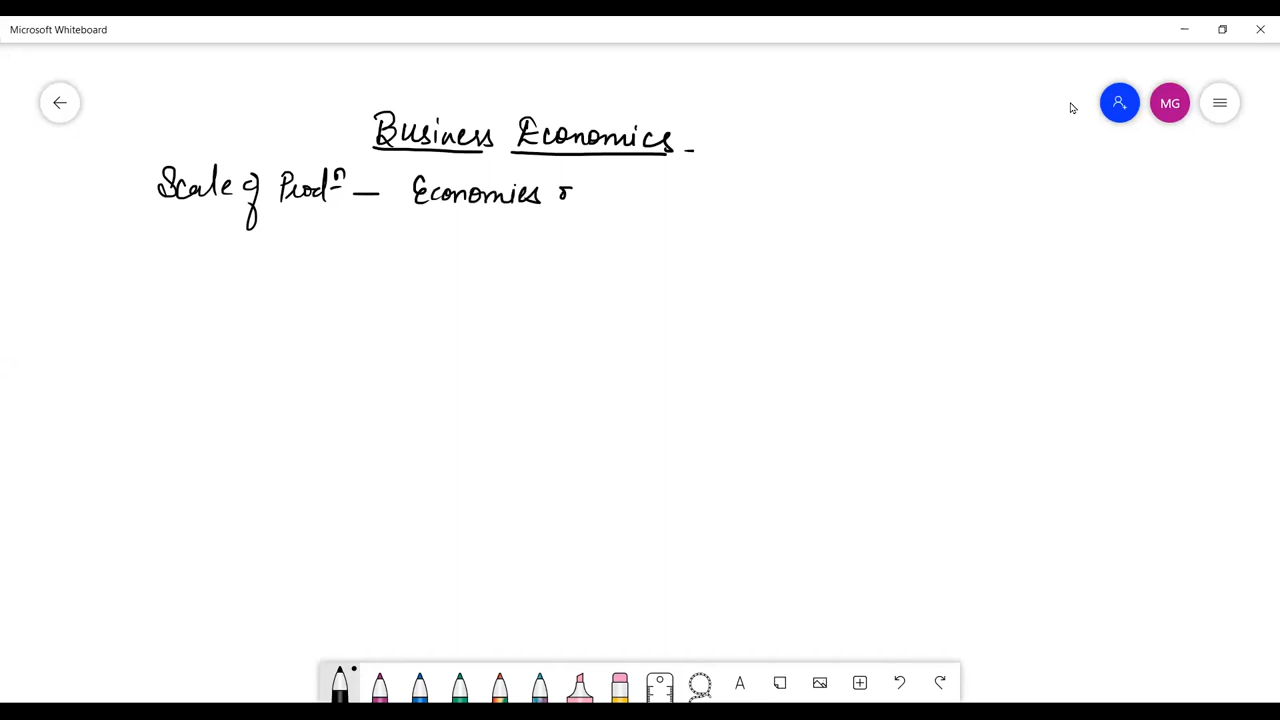 Microsoft Whiteboard
MG
Business Economics -
Scale of Prodn — Economies
A